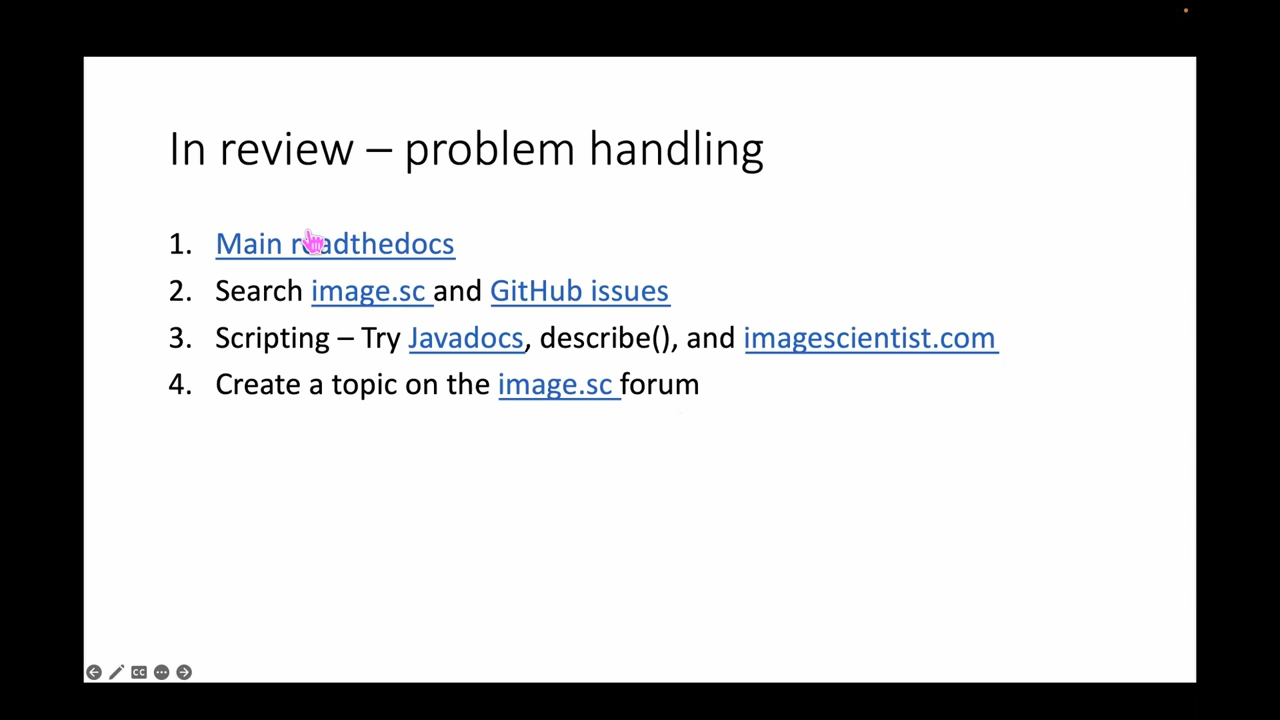 In review – problem handling
1. Main readthedocs
2. Search image.sc and GitHub issues
3. Scripting – Try Javadocs, describe(), and imagescientist.com
4. Create a topic on the image.sc forum
CC